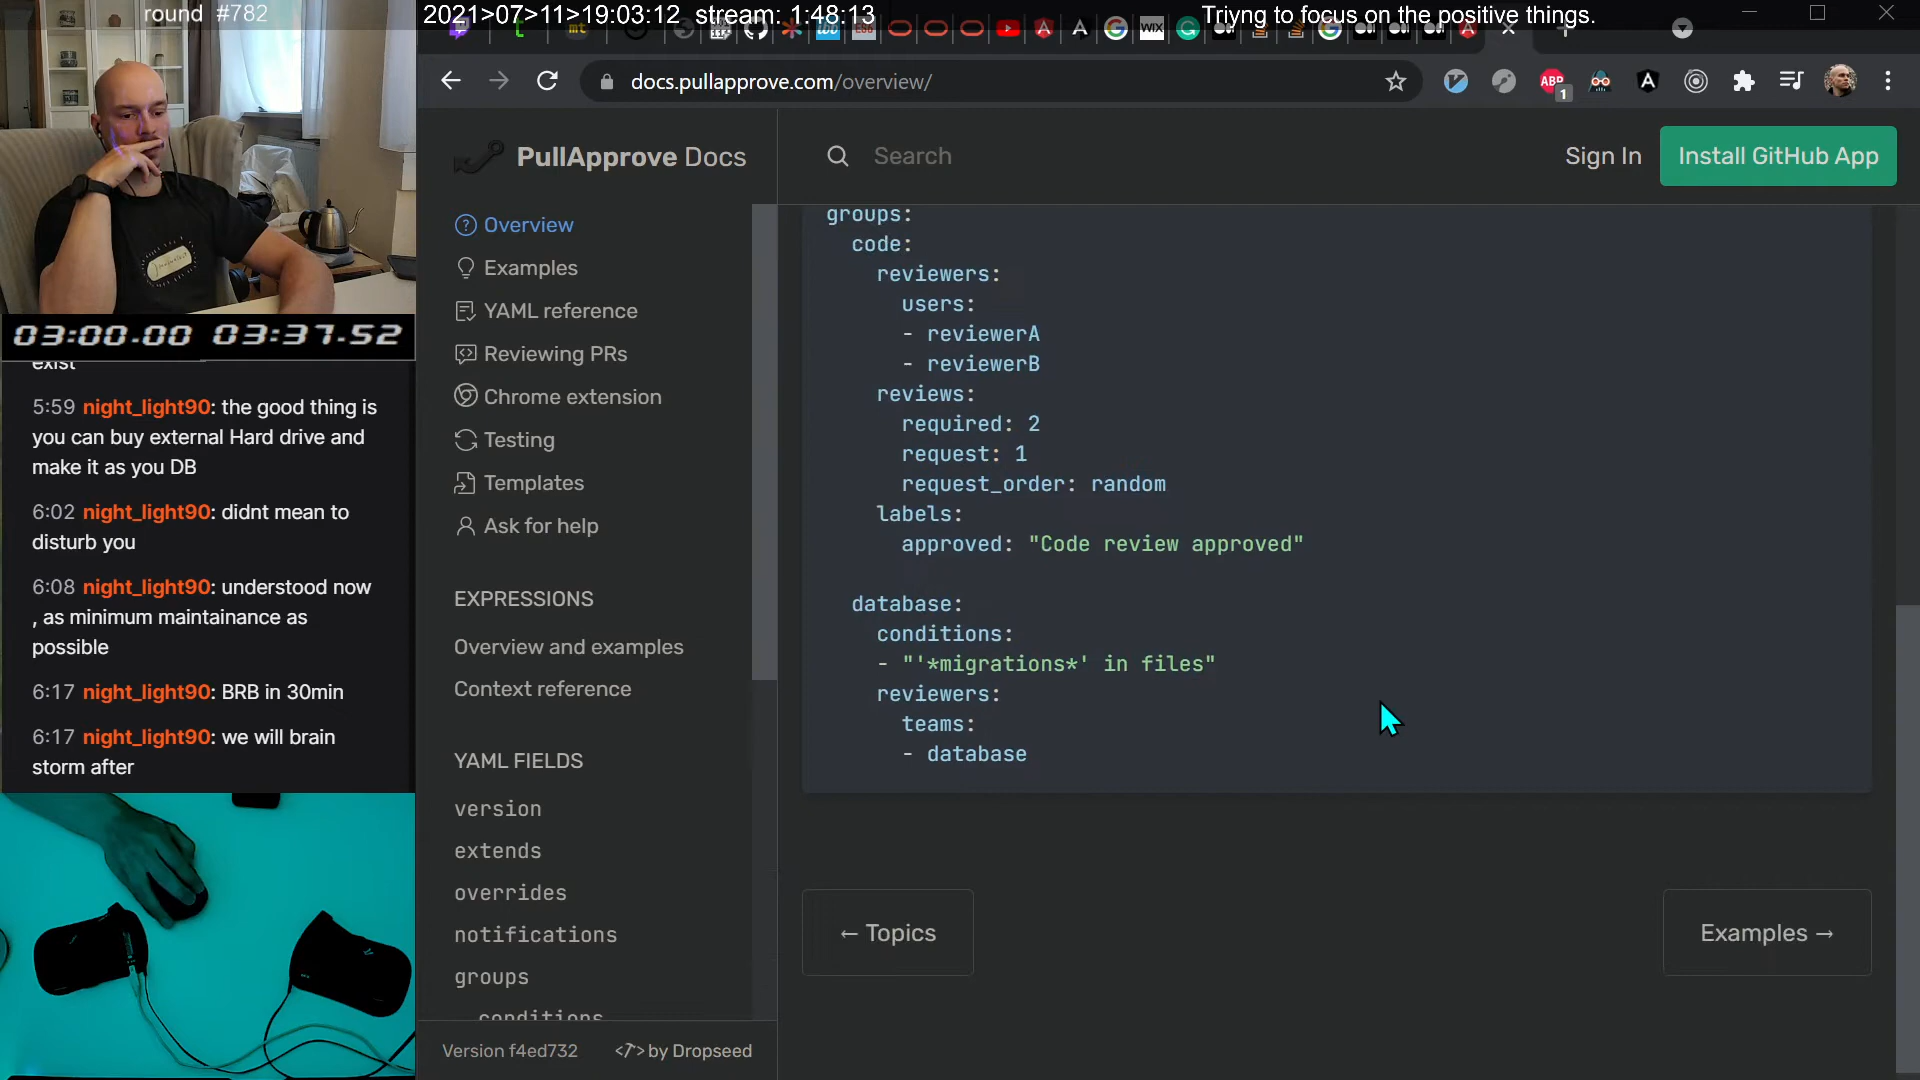 round #782
2021>07>11>19:03:12 stream: 1:48:13
Triyng to focus on the positive things.
docs.pullapprove.com/overview/
PullApprove Docs
Search
Sign In
Install GitHub App
03:00.00 03:37.52
exist
5:59 night_light90: the good thing is
you can buy external Hard drive and
make it as you DB
6:02 night_light90: didnt mean to
disturb you
6:08 night_light90: understood now
, as minimum maintainance as
possible
6:17 night_light90: BRB in 30min
6:17 night_light90: we will brain
storm after
Overview
Examples
YAML reference
Reviewing PRs
Chrome extension
Testing
Templates
Ask for help
EXPRESSIONS
Overview and examples
Context reference
YAML FIELDS
version
extends
overrides
notifications
groups
conditions
Version f4ed732
</> by Dropseed
groups:
code:
reviewers:
users:
- reviewerA
- reviewerB
reviews:
required: 2
request: 1
request_order: random
labels:
approved: "Code review approved"
database:
conditions:
- "'*migrations*' in files"
reviewers:
teams:
- database
← Topics
Examples →